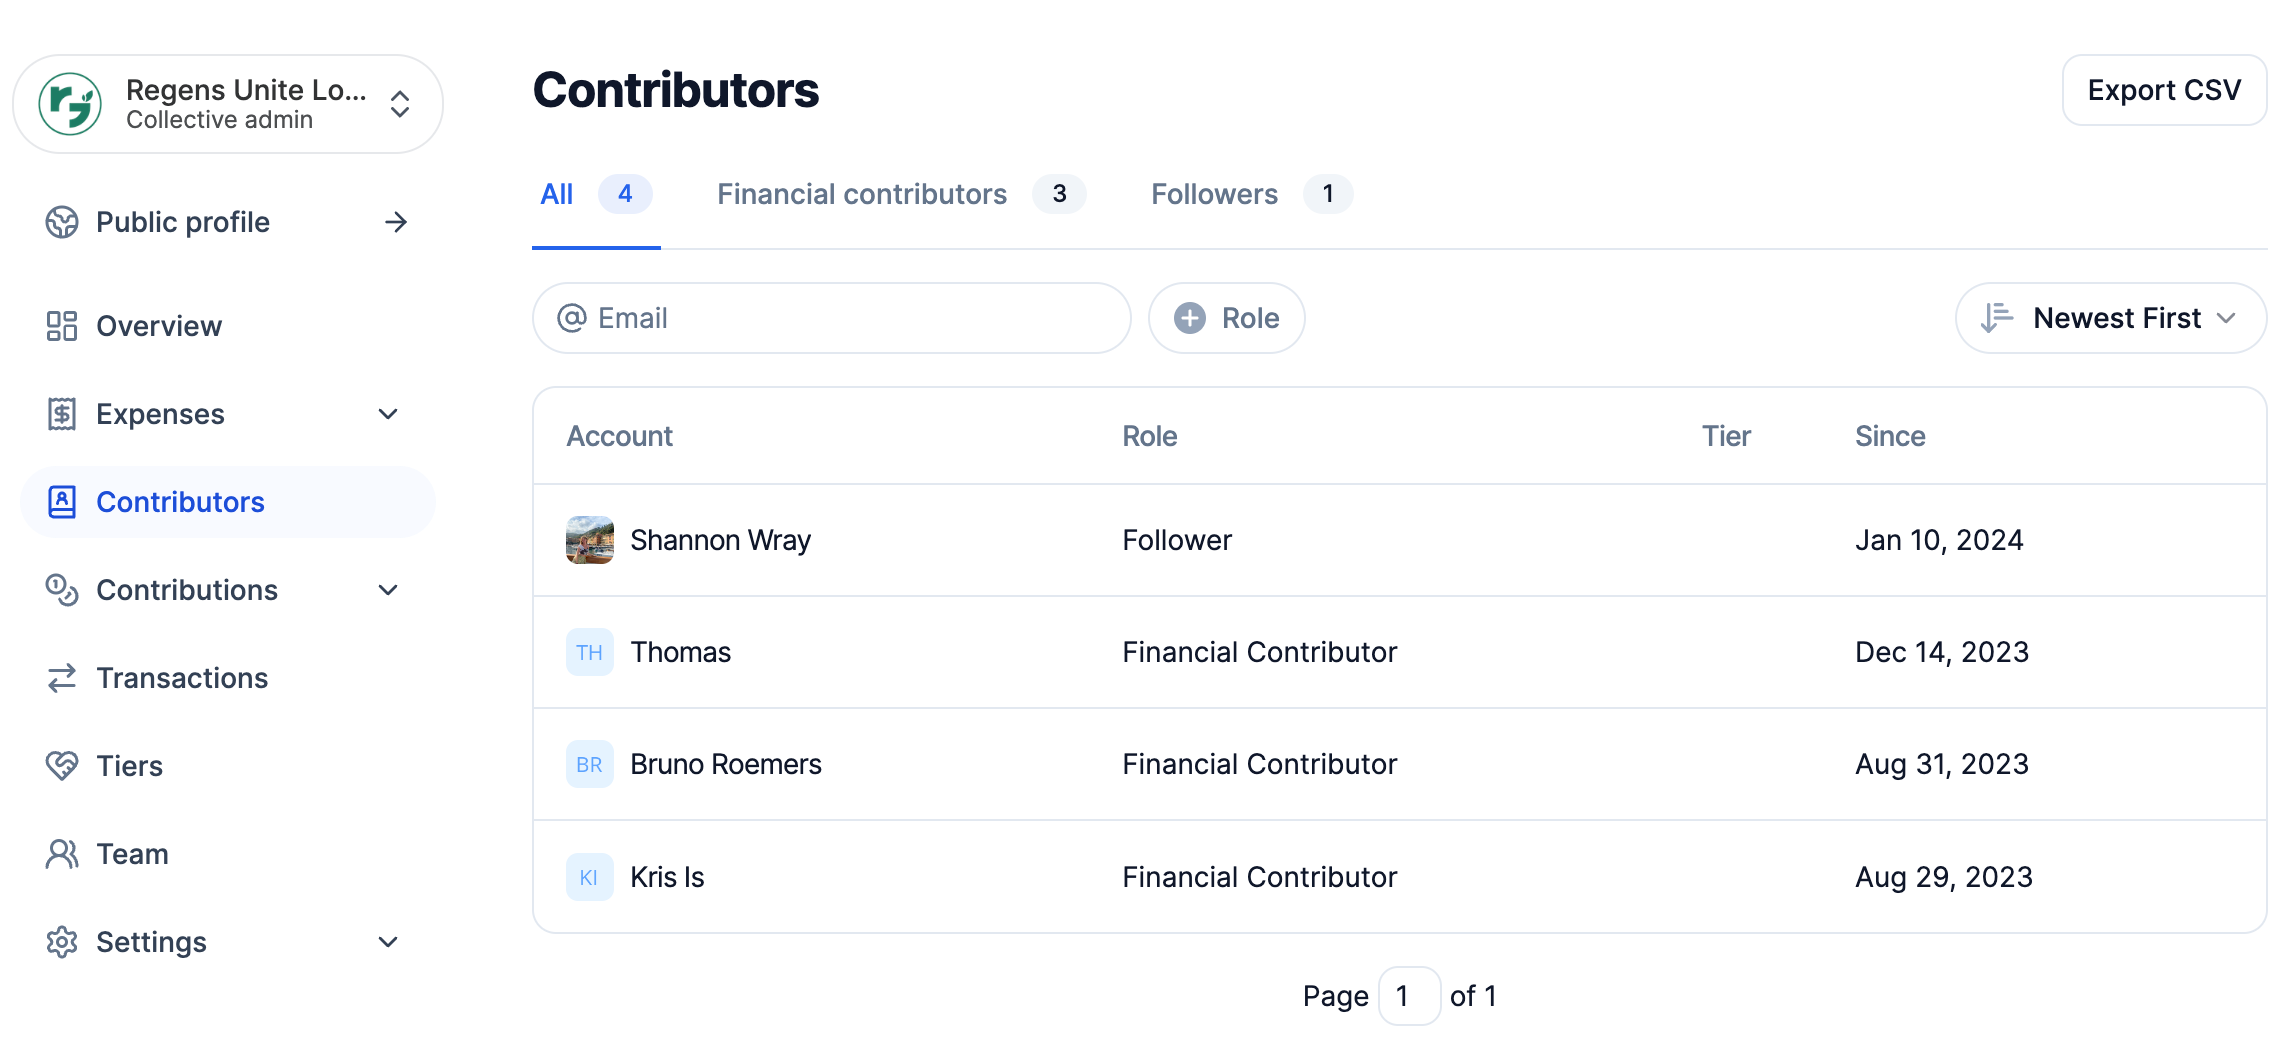 Regens Unite Lo...
Collective admin
Public profile
Overview
Expenses
Contributors
Contributions
Transactions
Tiers
Team
Settings
Contributors
Export CSV
All 4 Financial contributors 3 Followers 1
Email Role Newest First
Account Role Tier Since
Shannon Wray Follower Jan 10, 2024
TH Thomas Financial Contributor Dec 14, 2023
BR Bruno Roemers Financial Contributor Aug 31, 2023
KI Kris Is Financial Contributor Aug 29, 2023
Page 1 of 1